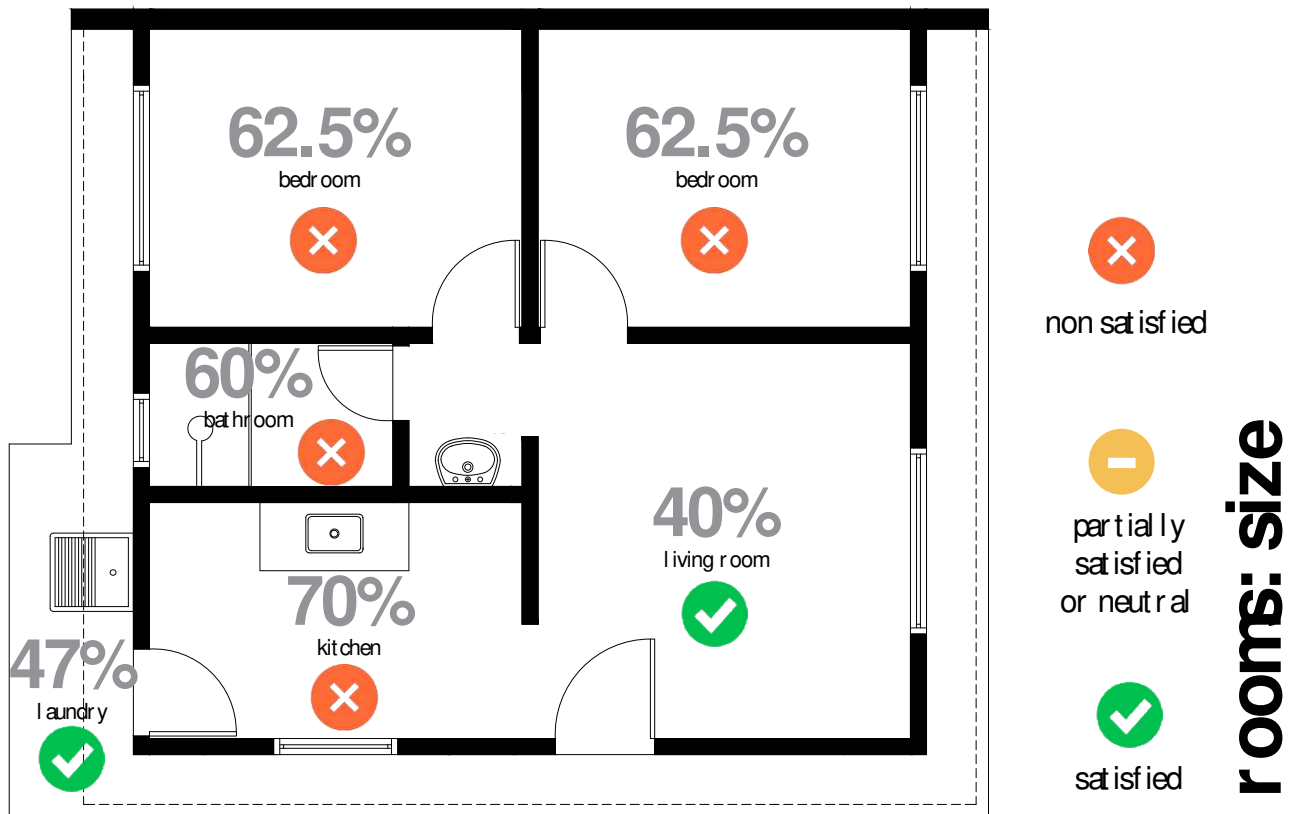 62.5%
bedroom
62.5%
bedroom
60%
bathroom
40%
living room
70%
kitchen
47%
laundry
non satisfied
partially
satisfied
or neutral
satisfied
rooms: size